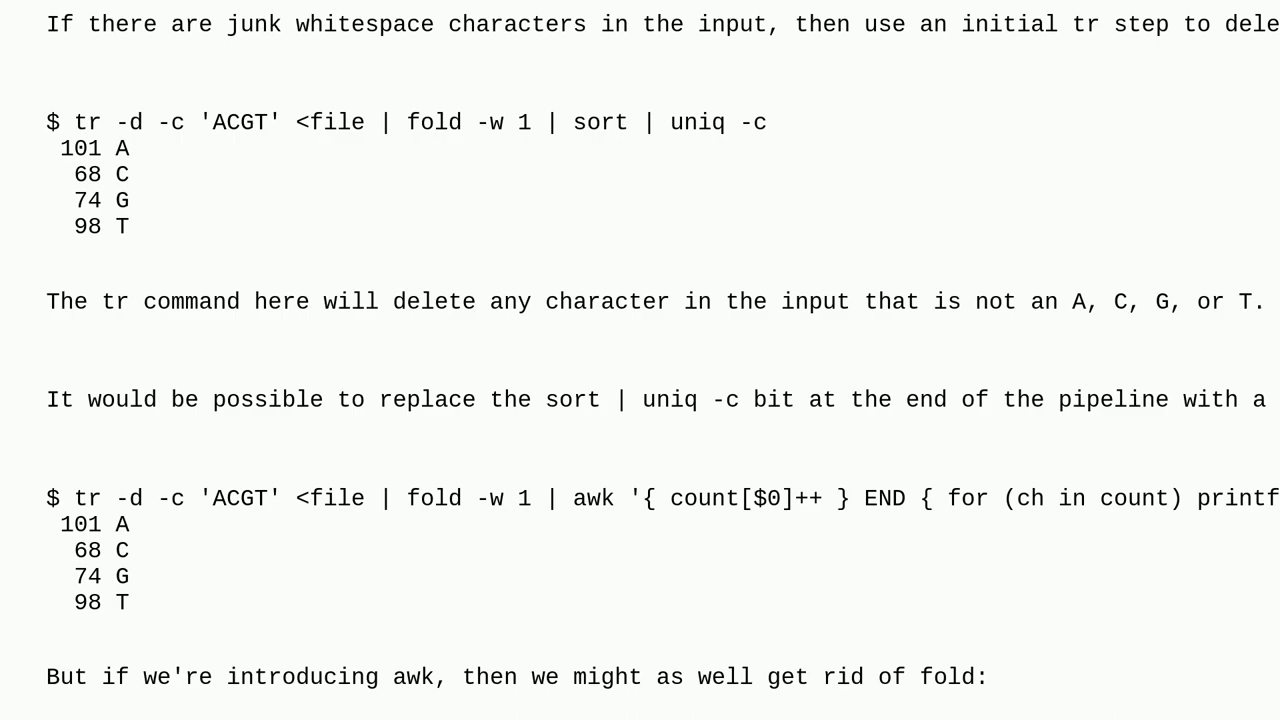 If there are junk whitespace characters in the input, then use an initial tr step to dele
$ tr -d -c 'ACGT' <file | fold -w 1 | sort | uniq -c
 101 A
  68 C
  74 G
  98 T
The tr command here will delete any character in the input that is not an A, C, G, or T.
It would be possible to replace the sort | uniq -c bit at the end of the pipeline with a
$ tr -d -c 'ACGT' <file | fold -w 1 | awk '{ count[$0]++ } END { for (ch in count) printf
 101 A
  68 C
  74 G
  98 T
But if we're introducing awk, then we might as well get rid of fold: